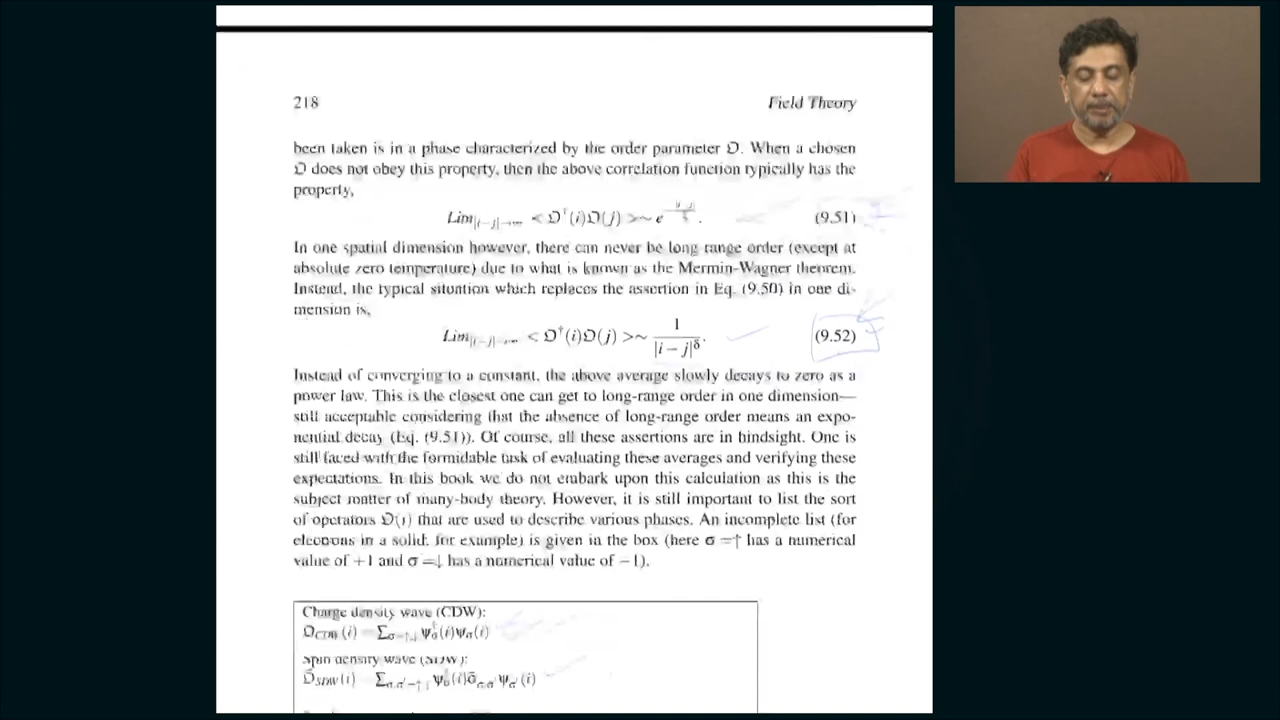 218 Field Theory
been taken is in a phase characterized by the order parameter 𝔒. When a chosen
𝔒 does not obey this property, then the above correlation function typically has the
property,
Lim|i−j|→∞ < 𝔒†(i)𝔒(j) >∼ e^−|i−j|/ξ. (9.51)
In one spatial dimension however, there can never be long range order (except at
absolute zero temperature) due to what is known as the Mermin-Wagner theorem.
Instead, the typical situation which replaces the assertion in Eq. (9.50) in one di-
mension is,
Lim|i−j|→∞ < 𝔒†(i)𝔒(j) >∼ 1/|i−j|^δ. (9.52)
Instead of converging to a constant, the above average slowly decays to zero as a
power law. This is the closest one can get to long-range order in one dimension—
still acceptable considering that the absence of long-range order means an expo-
nential decay (Eq. (9.51)). Of course, all these assertions are in hindsight. One is
still faced with the formidable task of evaluating these averages and verifying these
expectations. In this book we do not embark upon this calculation as this is the
subject matter of many-body theory. However, it is still important to list the sort
of operators 𝔒(i) that are used to describe various phases. An incomplete list (for
electrons in a solid, for example) is given in the box (here σ =↑ has a numerical
value of +1 and σ =↓ has a numerical value of −1).
Charge density wave (CDW):
𝔒CDW(i) = ∑σ=↑,↓ ψ†σ(i)ψσ(i)
Spin density wave (SDW):
𝔒SDW(i) = ∑σ,σ′=↑,↓ ψ†σ(i)σ̄σ,σ′ψσ′(i)